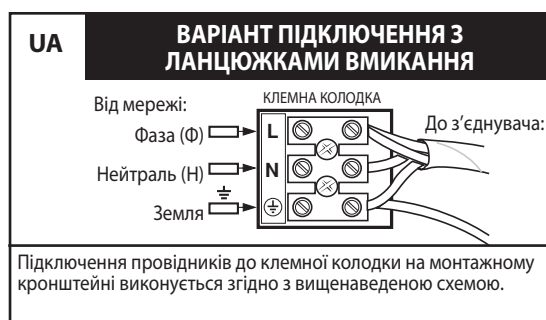 UA
ВАРІАНТ ПІДКЛЮЧЕННЯ З
ЛАНЦЮЖКАМИ ВМИКАННЯ
Від мережі:
КЛЕМНА КОЛОДКА
Фаза (Ф)
L
До з’єднувача:
Нейтраль (Н)
N
Земля
Підключення провідників до клемної колодки на монтажному
кронштейні виконується згідно з вищенаведеною схемою.